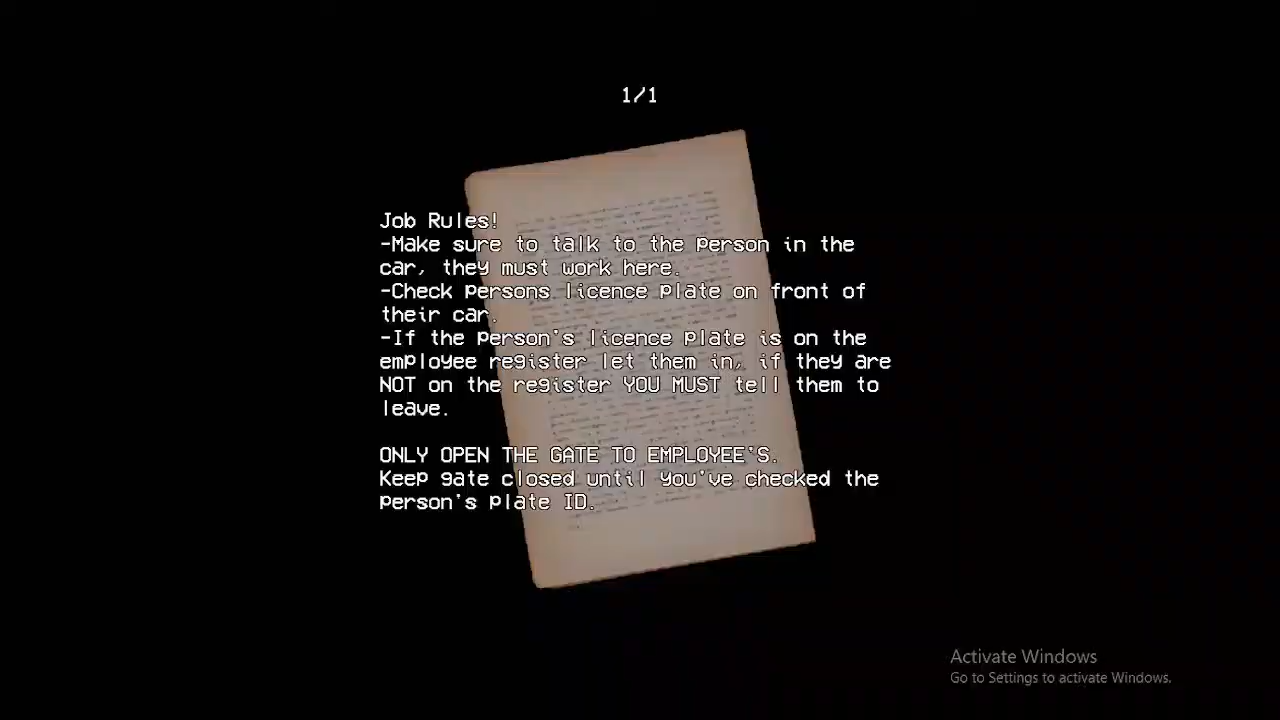 1/1
Job Rules!
-Make sure to talk to the person in the
car, they must work here.
-Check persons licence plate on front of
their car.
-If the person's licence plate is on the
employee register let them in, if they are
NOT on the register YOU MUST tell them to
leave.
ONLY OPEN THE GATE TO EMPLOYEE'S.
Keep gate closed until you've checked the
person's plate ID.
Activate Windows
Go to Settings to activate Windows.